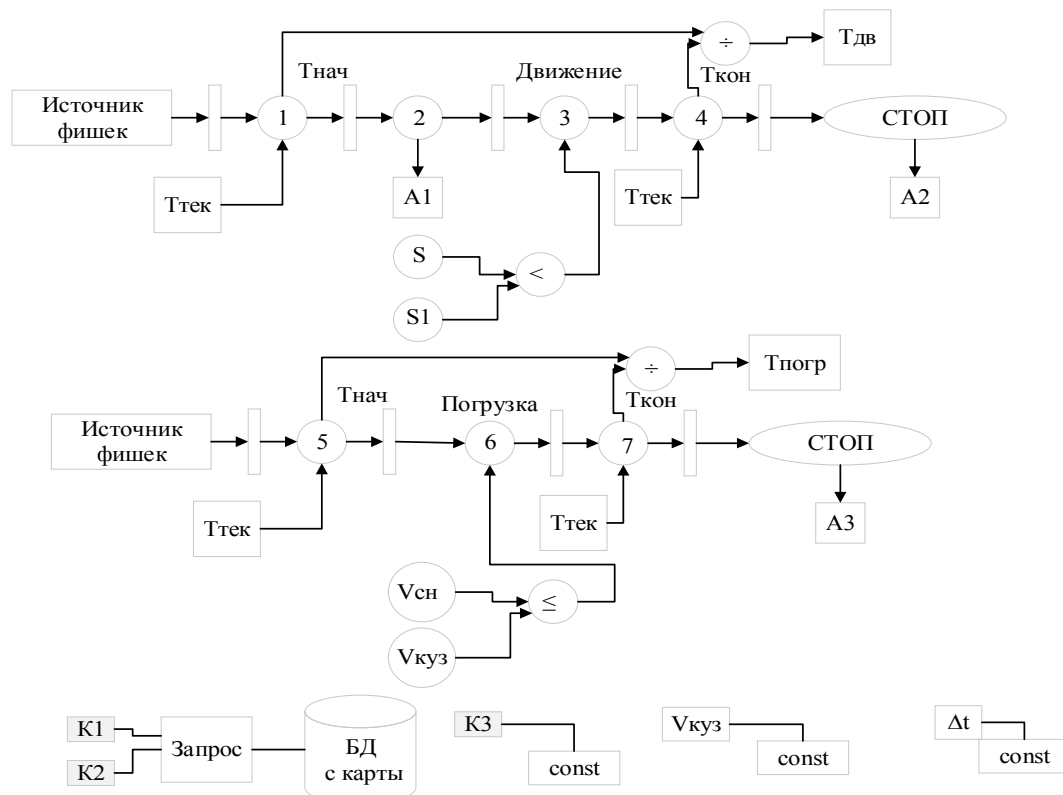 ÷
Тдв
Тнач
Движение
Ткон
Источник
фишек
1
2
3
4
СТОП
Ттек
А1
Ттек
А2
S
<
S1
÷
Тпогр
Тнач
Погрузка
Ткон
Источник
фишек
5
6
7
СТОП
Ттек
Ттек
А3
Vсн
≤
Vкуз
К1
Запрос
К2
БД
с карты
К3
const
Vкуз
const
Δt
const